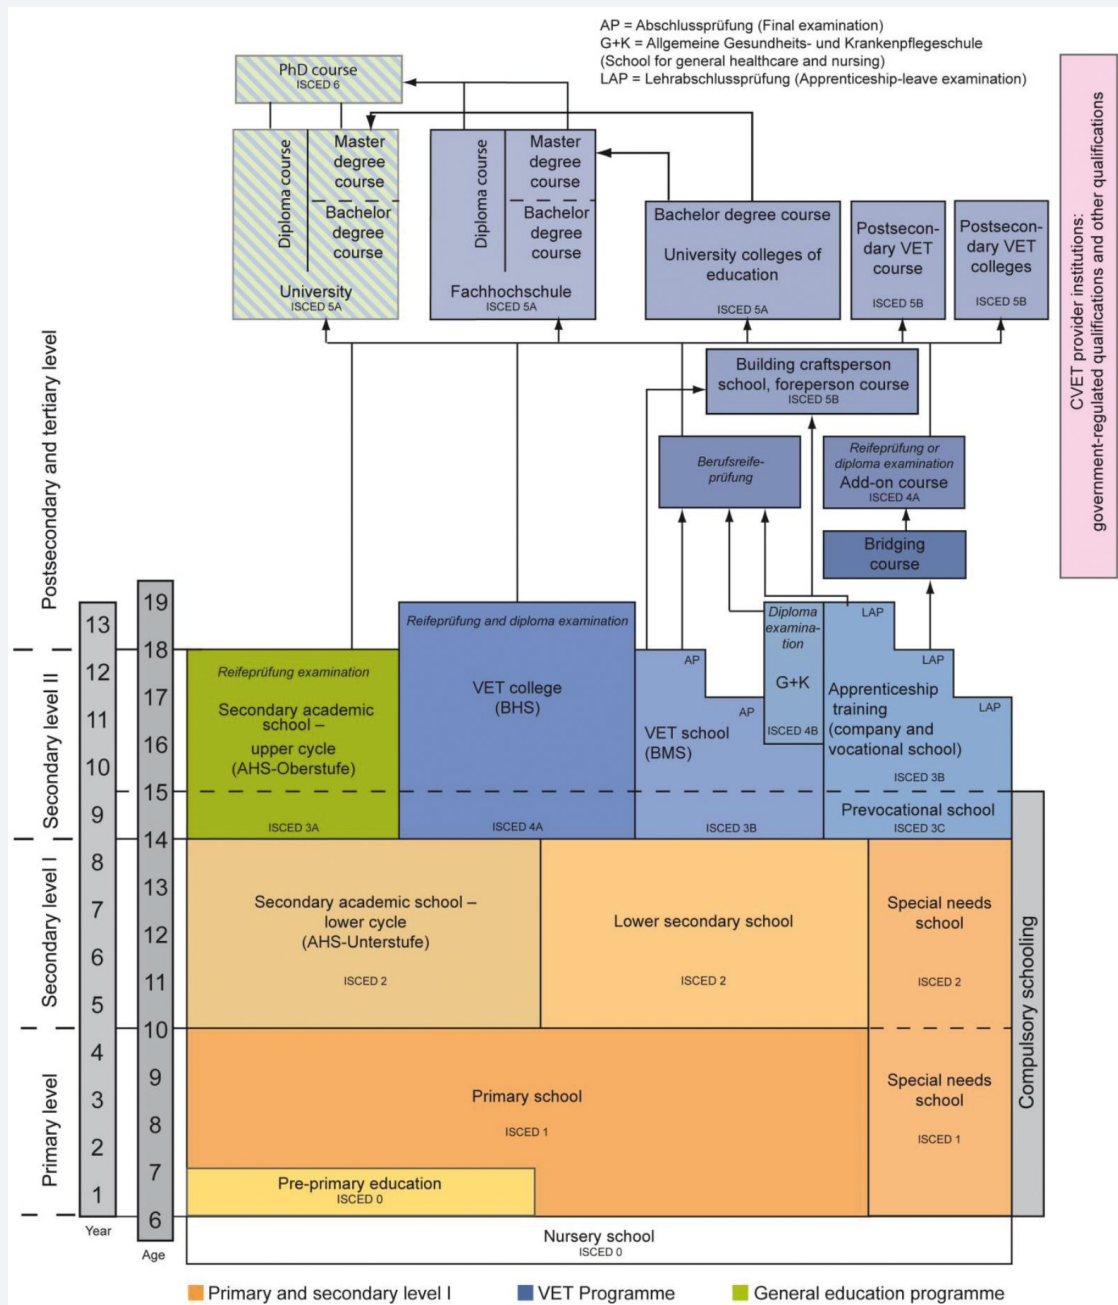 AP = Abschlussprüfung (Final examination)
G+K = Allgemeine Gesundheits- und Krankenpflegeschule
(School for general healthcare and nursing)
LAP = Lehrabschlussprüfung (Apprenticeship-leave examination)
CVET provider institutions:
government-regulated qualifications and other qualifications
PhD course
ISCED 6
Diploma course
Master
degree
course
Bachelor
degree
course
University
ISCED 5A
Diploma course
Master
degree
course
Bachelor
degree
course
Fachhochschule
ISCED 5A
Bachelor degree course
University colleges of
education
ISCED 5A
Postsecon-
dary VET
course
ISCED 5B
Postsecon-
dary VET
colleges
ISCED 5B
Building craftsperson
school, foreperson course
ISCED 5B
Berufsreife-
prüfung
Reifeprüfung or
diploma examination
Add-on course
ISCED 4A
Bridging
course
Postsecondary and tertiary level
Secondary level II
Secondary level I
Primary level
13
12
11
10
9
8
7
6
5
4
3
2
1
Year
19
18
17
16
15
14
13
12
11
10
9
8
7
6
Age
Reifeprüfung examination
Secondary academic
school –
upper cycle
(AHS-Oberstufe)
ISCED 3A
Reifeprüfung and diploma examination
VET college
(BHS)
ISCED 4A
AP
AP
VET school
(BMS)
ISCED 3B
Diploma
examina-
tion
G+K
ISCED 4B
LAP
LAP
LAP
Apprenticeship
training
(company and
vocational school)
ISCED 3B
Prevocational school
ISCED 3C
Secondary academic school –
lower cycle
(AHS-Unterstufe)
ISCED 2
Lower secondary school
ISCED 2
Special needs
school
ISCED 2
Primary school
ISCED 1
Special needs
school
ISCED 1
Pre-primary education
ISCED 0
Compulsory schooling
Nursery school
ISCED 0
Primary and secondary level I
VET Programme
General education programme